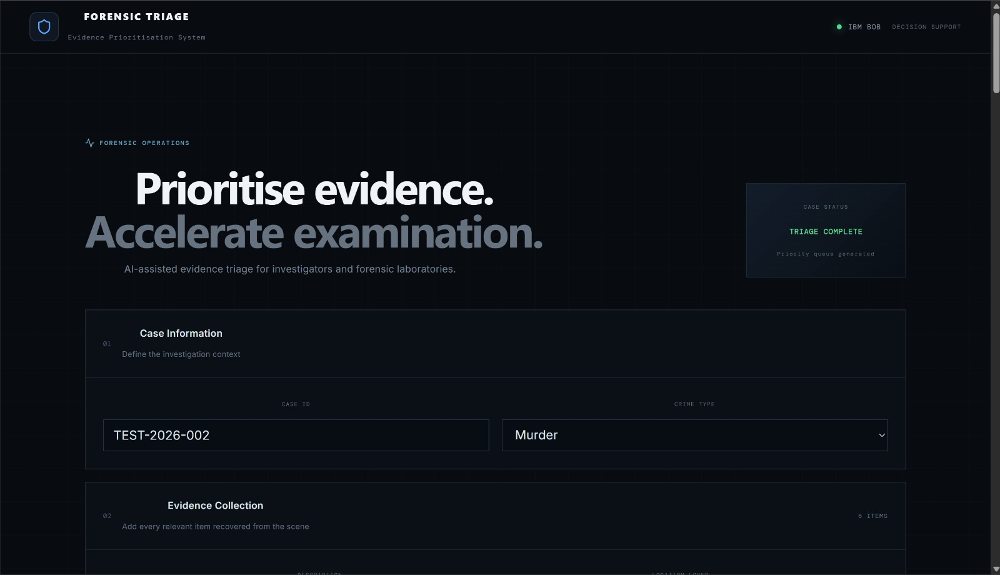 FORENSIC TRIAGE
Evidence Prioritisation System
IBM BOB
DECISION SUPPORT
FORENSIC OPERATIONS
Prioritise evidence.
Accelerate examination.
AI-assisted evidence triage for investigators and forensic laboratories.
CASE STATUS
TRIAGE COMPLETE
Priority queue generated
01
Case Information
Define the investigation context
CASE ID
CRIME TYPE
TEST-2026-002
Murder
02
Evidence Collection
Add every relevant item recovered from the scene
5 ITEMS
DESCRIPTION
LOCATION FOUND